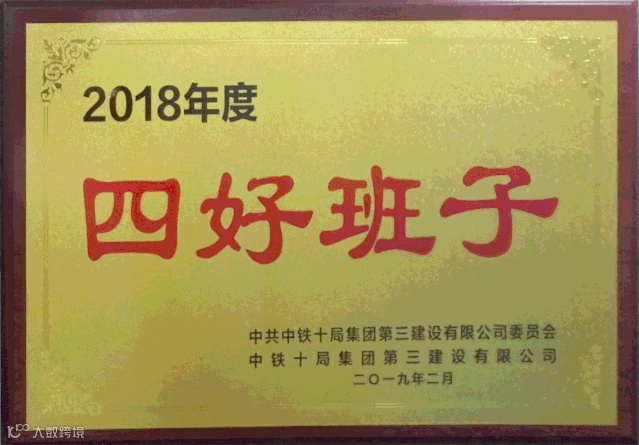 2018年度
四好班子
中共中铁十局集团第三建设有限公司委员会
中铁十局集团第三建设有限公司
二〇一九年二月
大数跨境